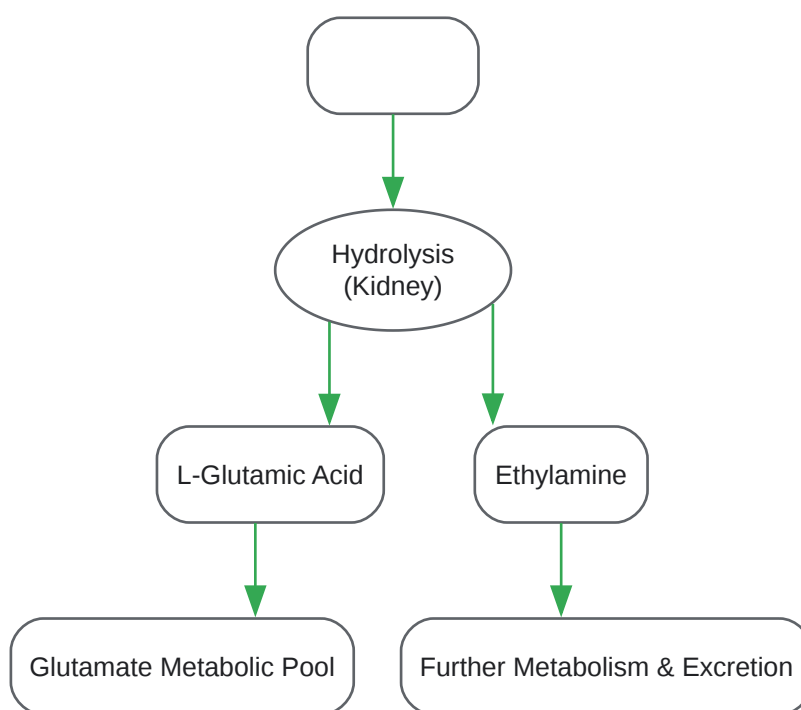 Hydrolysis
(Kidney)
L-Glutamic Acid
Ethylamine
Glutamate Metabolic Pool
Further Metabolism & Excretion